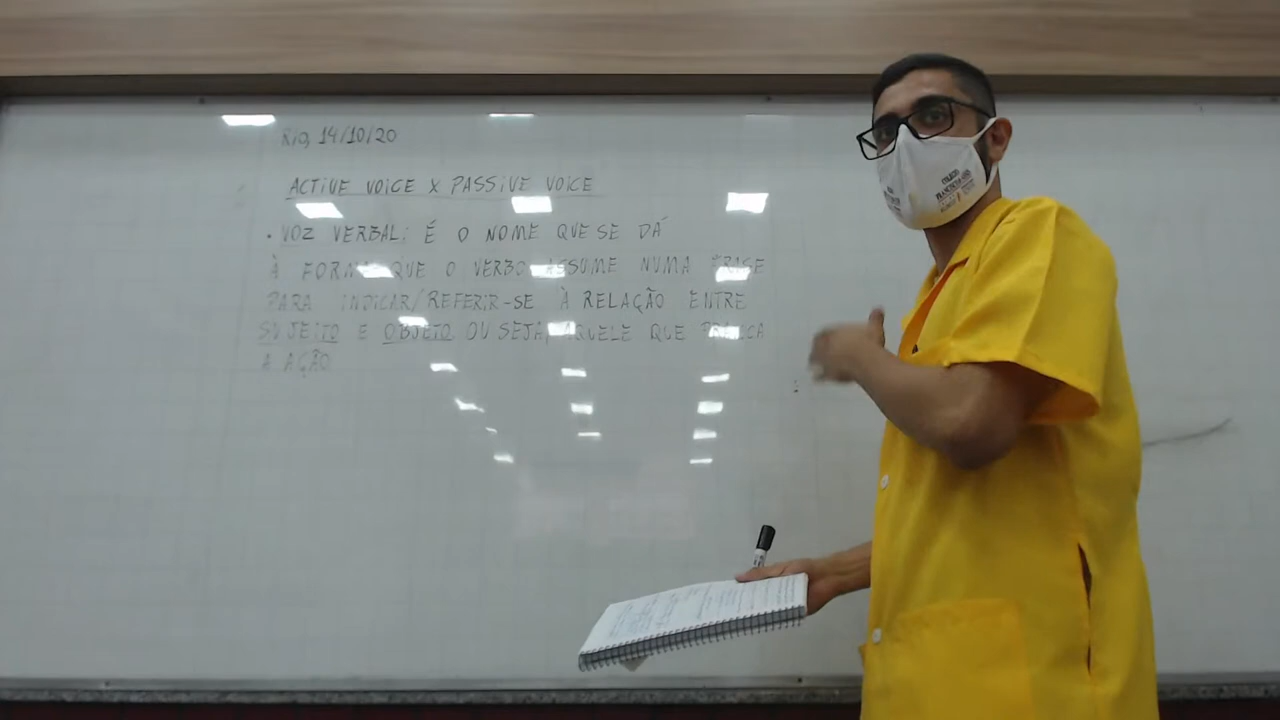 RIO, 14/10/20
ACTIVE VOICE X PASSIVE VOICE
• VOZ VERBAL: É O NOME QUE SE DÁ
À FORMA QUE O VERBO ASSUME NUMA FRASE
PARA INDICAR/REFERIR-SE À RELAÇÃO ENTRE
SUJEITO E OBJETO OU SEJA, AQUELE QUE PRATICA
A AÇÃO
COLÉGIO